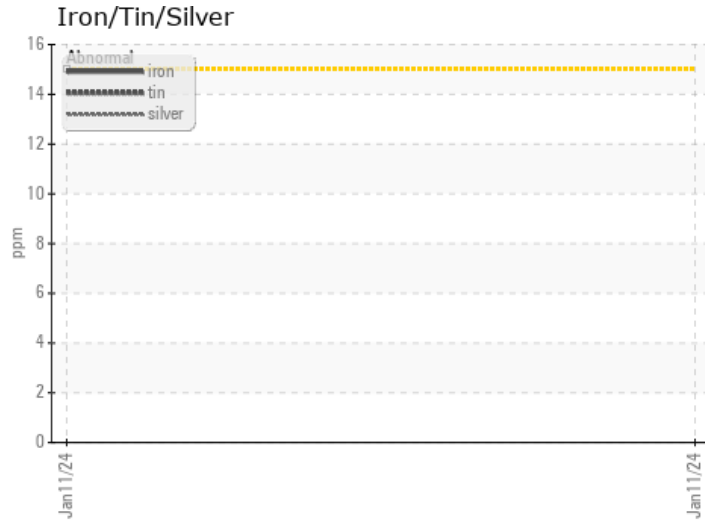 Iron/Tin/Silver
16
14
12
10
8
6
4
2
0
ppm
Abnormal
iron
tin
silver
Jan11/24
Jan11/24